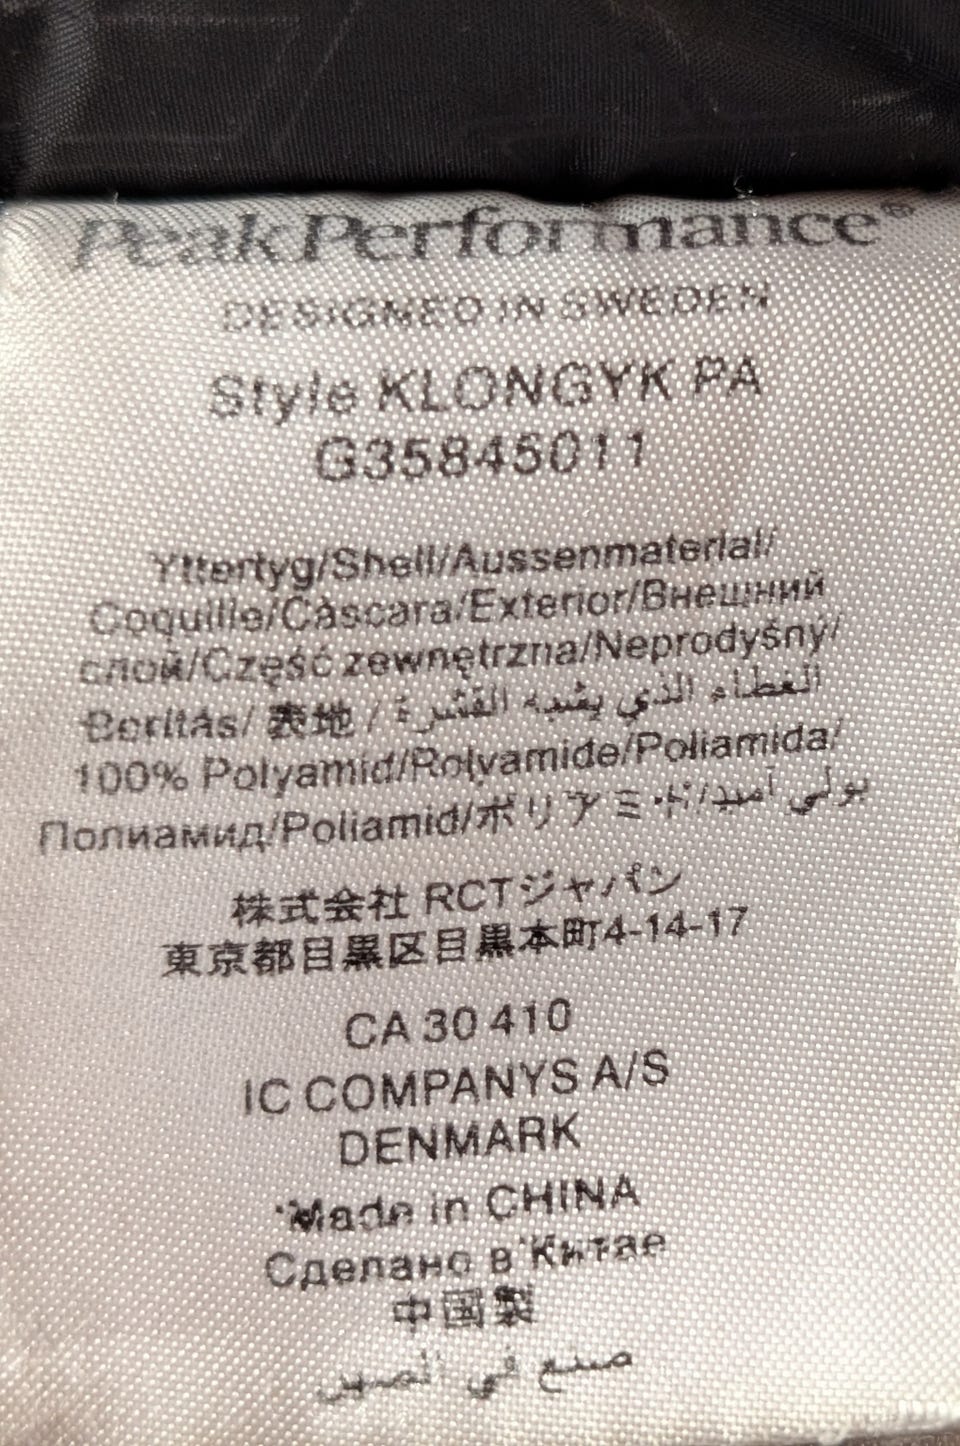 PeakPerformance®
DESIGNED IN SWEDEN
Style KLONGYK PA
G35845011
Yttertyg/Shell/Aussenmaterial/
Coquille/Càscara/Exterior/Внешний
слой/Część zewnętrzna/Neprodyšný/
Borítás/表地/الغطاء الذي يشبه القشرة
100% Polyamid/Polyamide/Poliamida/
Полиамид/Poliamid/ポリアミド/بولي أميد
株式会社 RCTジャパン
東京都目黒区目黒本町4-14-17
CA 30 410
IC COMPANYS A/S
DENMARK
Made in CHINA
Сделано в Китае
中国製
صنع في الصين